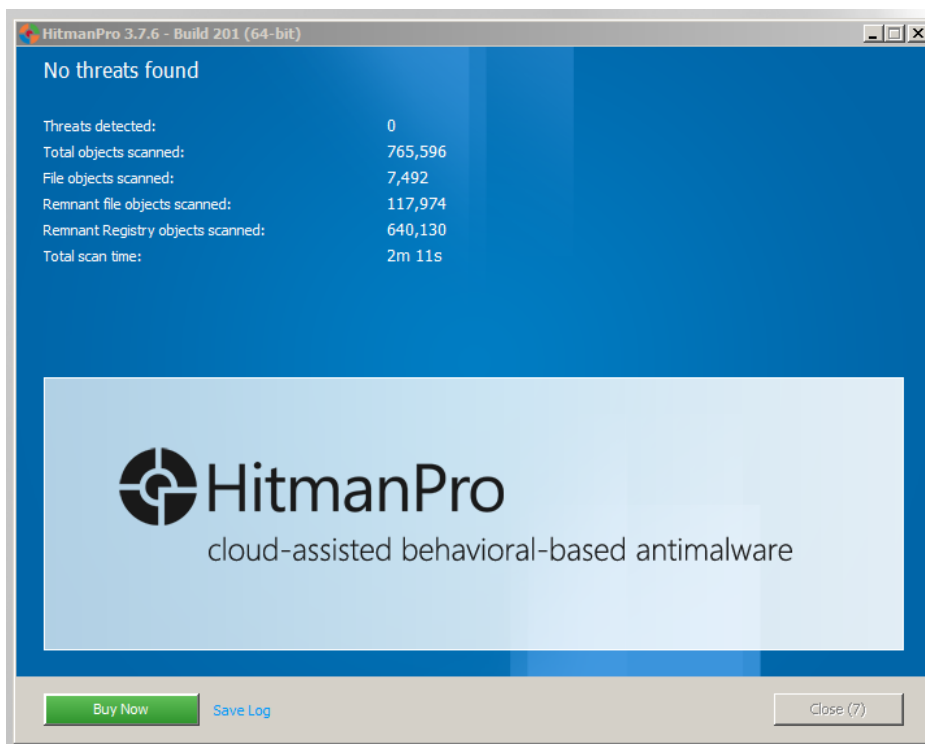 HitmanPro 3.7.6 - Build 201 (64-bit)
No threats found
Threats detected: 0
Total objects scanned: 765,596
File objects scanned: 7,492
Remnant file objects scanned: 117,974
Remnant Registry objects scanned: 640,130
Total scan time: 2m 11s
HitmanPro
cloud-assisted behavioral-based antimalware
Buy Now Save Log Close (7)